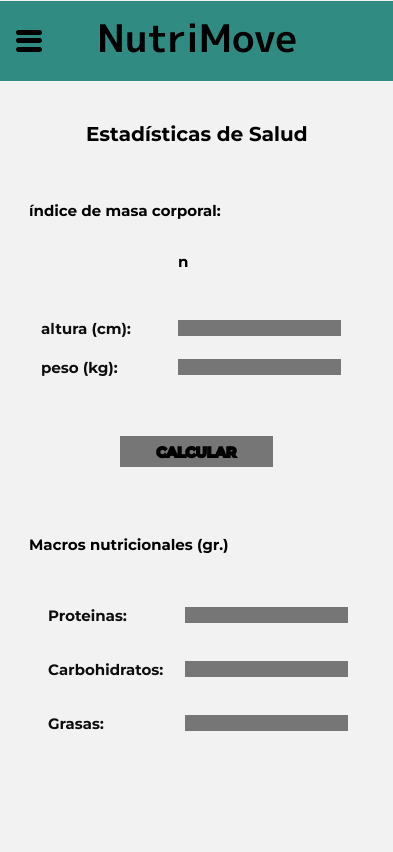 NutriMove
Estadísticas de Salud
índice de masa corporal:
n
altura (cm):
peso (kg):
CALCULAR
Macros nutricionales (gr.)
Proteinas:
Carbohidratos:
Grasas: